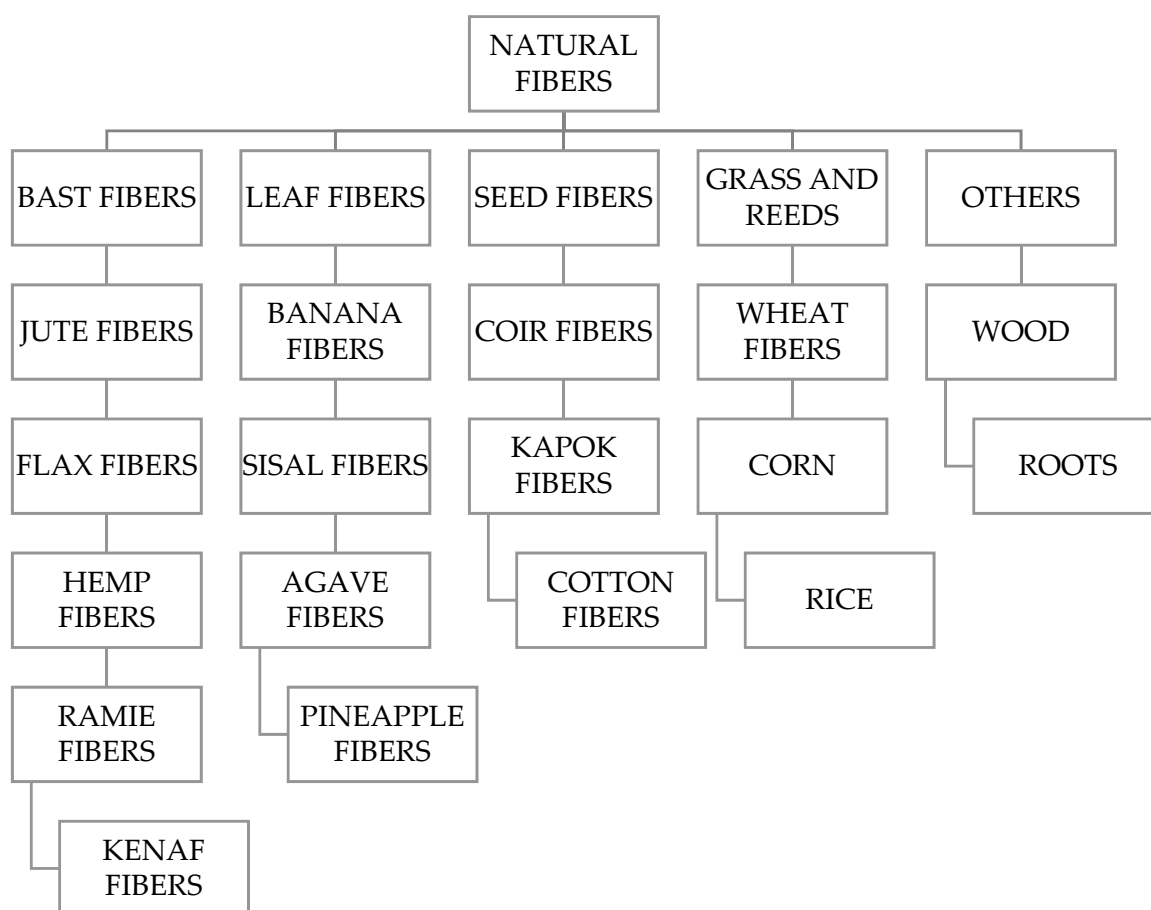 NATURAL
FIBERS
BAST FIBERS
LEAF FIBERS
SEED FIBERS
GRASS AND
REEDS
OTHERS
JUTE FIBERS
BANANA
FIBERS
COIR FIBERS
WHEAT
FIBERS
WOOD
FLAX FIBERS
SISAL FIBERS
KAPOK
FIBERS
CORN
ROOTS
HEMP
FIBERS
AGAVE
FIBERS
COTTON
FIBERS
RICE
RAMIE
FIBERS
PINEAPPLE
FIBERS
KENAF
FIBERS